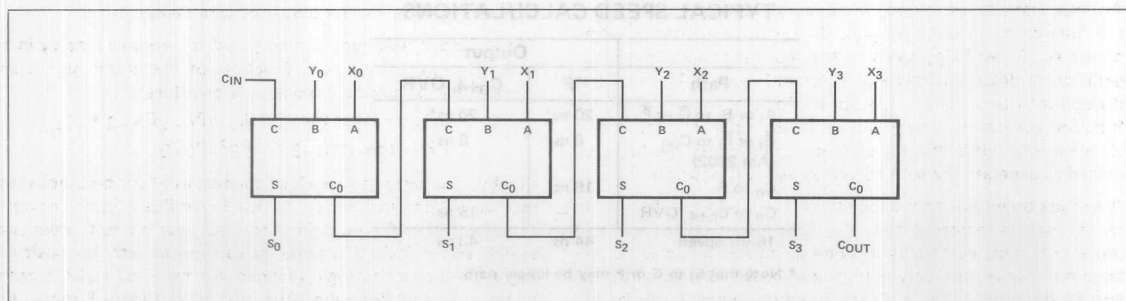 CIN Y0 X0 Y1 X1 Y2 X2 Y3 X3
C B A C B A C B A C B A
S C0 S C0 S C0 S C0
S0 S1 S2 S3 COUT